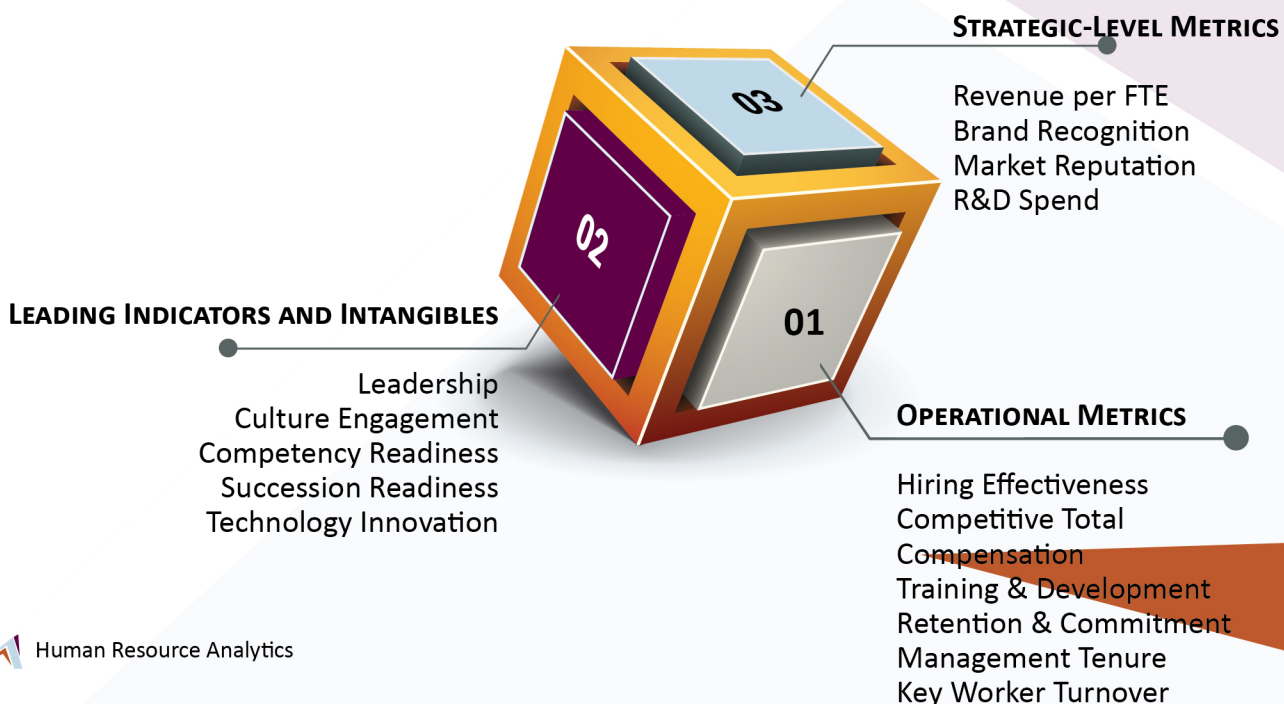 STRATEGIC-LEVEL METRICS
Revenue per FTE
Brand Recognition
Market Reputation
R&D Spend
03
02
01
LEADING INDICATORS AND INTANGIBLES
Leadership
Culture Engagement
Competency Readiness
Succession Readiness
Technology Innovation
OPERATIONAL METRICS
Hiring Effectiveness
Competitive Total
Compensation
Training & Development
Retention & Commitment
Management Tenure
Key Worker Turnover
Human Resource Analytics